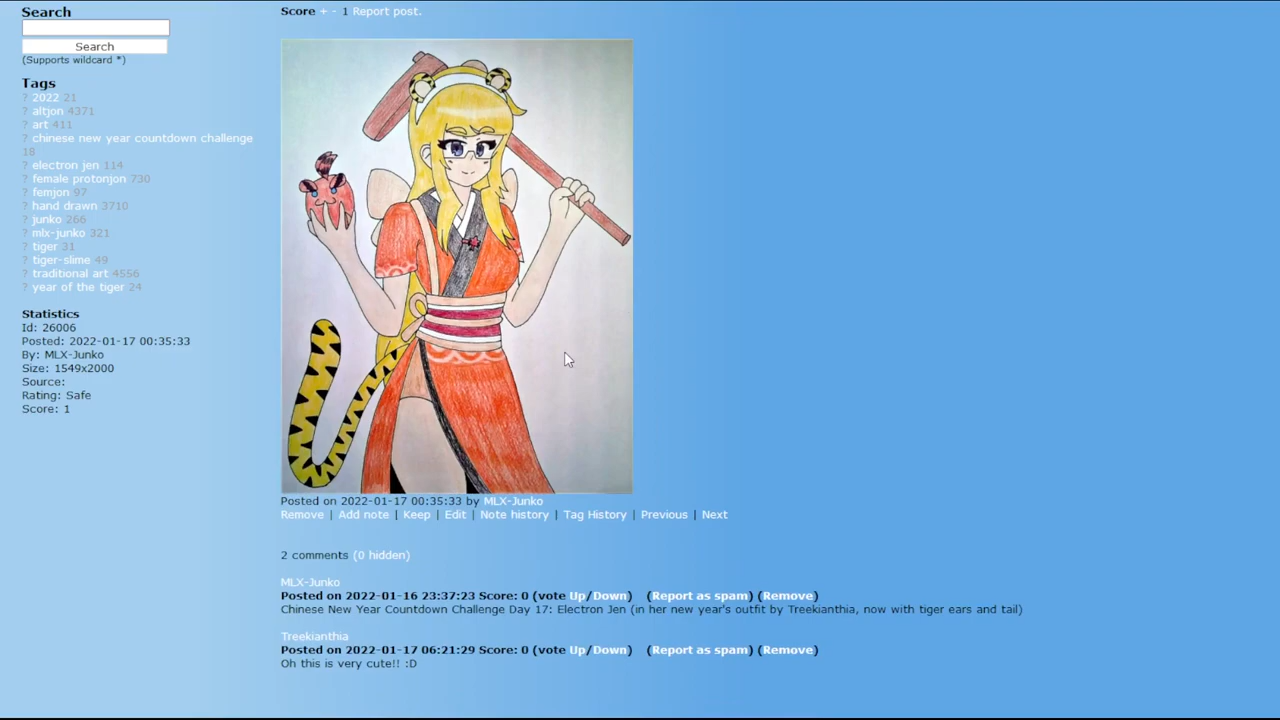 Search
Search
(Supports wildcard *)
Tags
? 2022 21
? altjon 4371
? art 411
? chinese new year countdown challenge
18
? electron jen 114
? female protonjon 730
? femjon 97
? hand drawn 3710
? junko 266
? mlx-junko 321
? tiger 31
? tiger-slime 49
? traditional art 4556
? year of the tiger 24
Statistics
Id: 26006
Posted: 2022-01-17 00:35:33
By: MLX-Junko
Size: 1549x2000
Source:
Rating: Safe
Score: 1
Score + - 1 Report post.
Posted on 2022-01-17 00:35:33 by MLX-Junko
Remove | Add note | Keep | Edit | Note history | Tag History | Previous | Next
2 comments (0 hidden)
MLX-Junko
Posted on 2022-01-16 23:37:23 Score: 0 (vote Up/Down) (Report as spam) (Remove)
Chinese New Year Countdown Challenge Day 17: Electron Jen (in her new year's outfit by Treekianthia, now with tiger ears and tail)
Treekianthia
Posted on 2022-01-17 06:21:29 Score: 0 (vote Up/Down) (Report as spam) (Remove)
Oh this is very cute!! :D